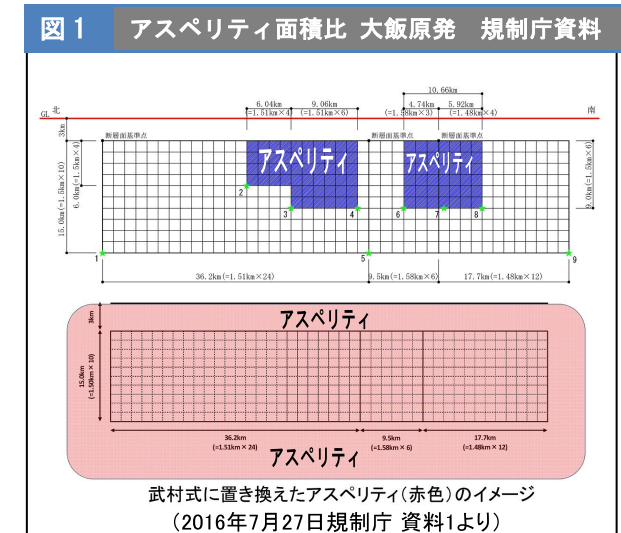 図1 アスペリティ面積比 大飯原発 規制庁資料
10.66km
6.04km 9.06km 4.74km 5.92km
(=1.51km×4) (=1.51km×6) (=1.58km×3) (=1.48km×4)
GL 北 南
3km
断層面基準点 断層面基準点 断層面基準点
アスペリティ アスペリティ
15.0km(=1.5km×10)
6.0km(=1.5km×4)
9.0km(=1.5km×6)
2
3 4 6 7 8
1 5 9
36.2km(=1.51km×24) 9.5km(=1.58km×6) 17.7km(=1.48km×12)
3km
アスペリティ
15.0km
(=1.50km × 10)
36.2km 9.5km 17.7km
(=1.51km × 24) (=1.58km × 6) (=1.48km × 12)
アスペリティ
武村式に置き換えたアスペリティ(赤色)のイメージ
(2016年7月27日規制庁 資料1より)